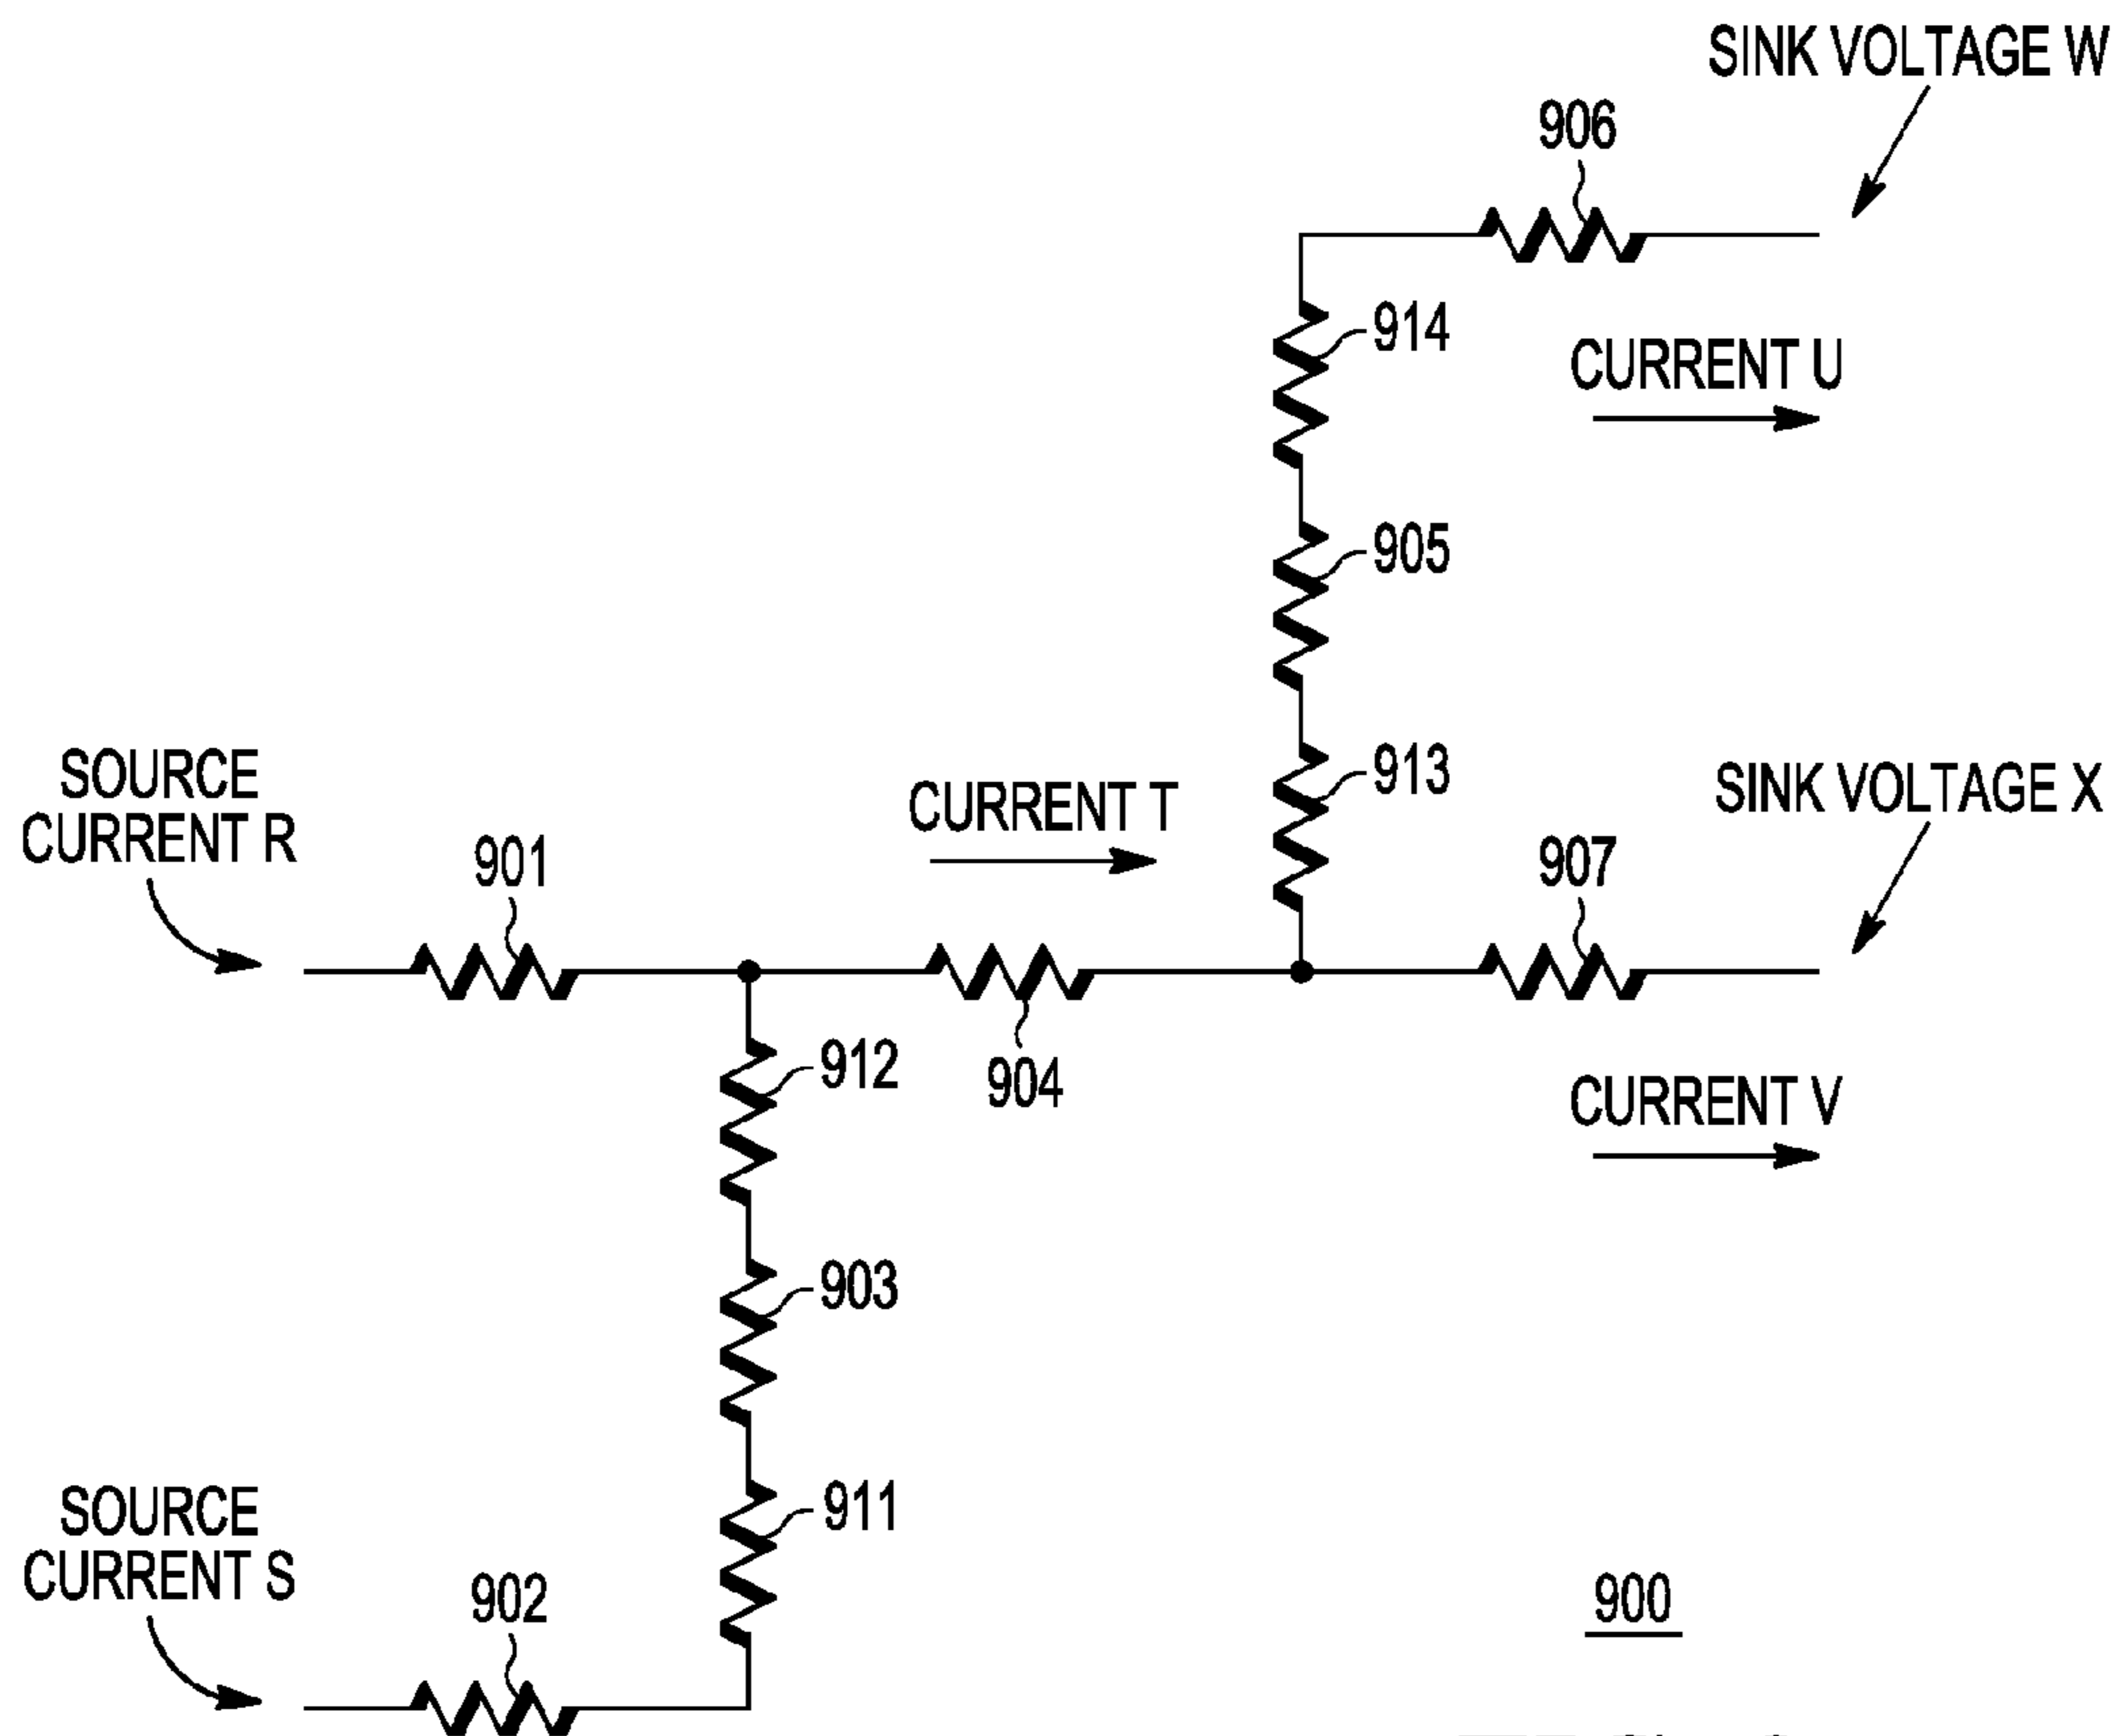 SINK VOLTAGE W
906
914
CURRENT U
905
913
SOURCE
CURRENT R
901
CURRENT T
SINK VOLTAGE X
907
912
904
CURRENT V
903
911
SOURCE
CURRENT S
902
900